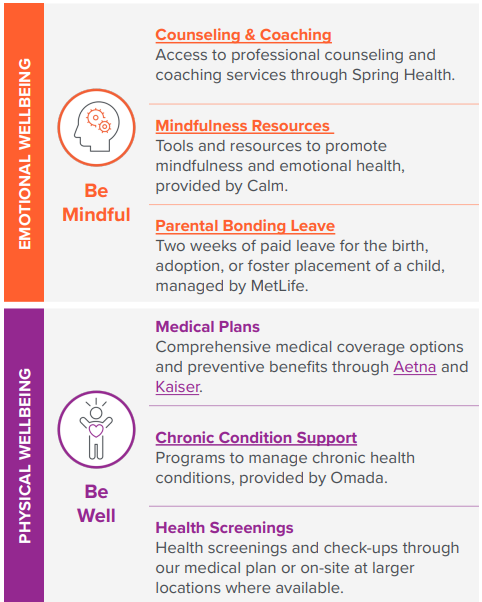 EMOTIONAL WELLBEING
Be
Mindful
Counseling & Coaching
Access to professional counseling and
coaching services through Spring Health.
Mindfulness Resources
Tools and resources to promote
mindfulness and emotional health,
provided by Calm.
Parental Bonding Leave
Two weeks of paid leave for the birth,
adoption, or foster placement of a child,
managed by MetLife.
PHYSICAL WELLBEING
Be
Well
Medical Plans
Comprehensive medical coverage options
and preventive benefits through Aetna and
Kaiser.
Chronic Condition Support
Programs to manage chronic health
conditions, provided by Omada.
Health Screenings
Health screenings and check-ups through
our medical plan or on-site at larger
locations where available.